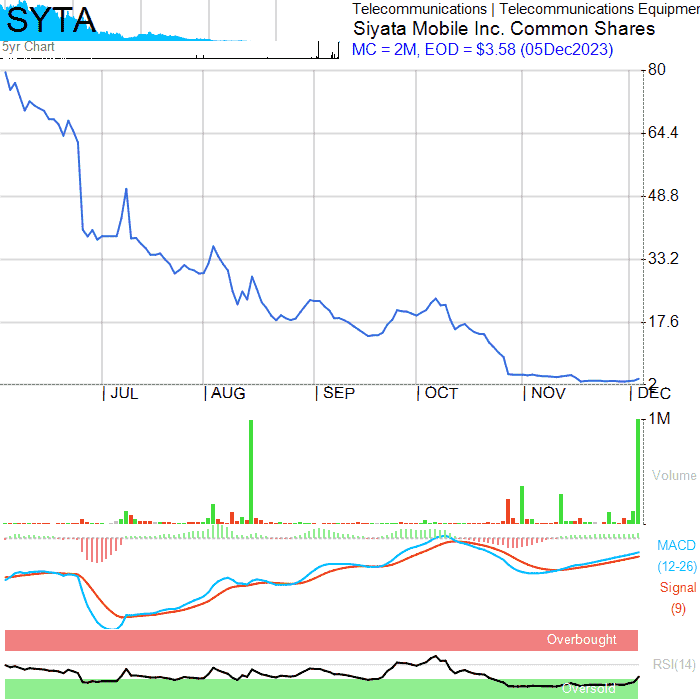 SYTA
Telecommunications | Telecommunications Equipmen
Siyata Mobile Inc. Common Shares
5yr Chart
MC = 2M, EOD = $3.58 (05Dec2023)
80
64.4
48.8
33.2
17.6
2
JUL
AUG
SEP
OCT
NOV
DEC
1M
Volume
MACD
(12-26)
Signal
(9)
Overbought
RSI(14)
Oversold